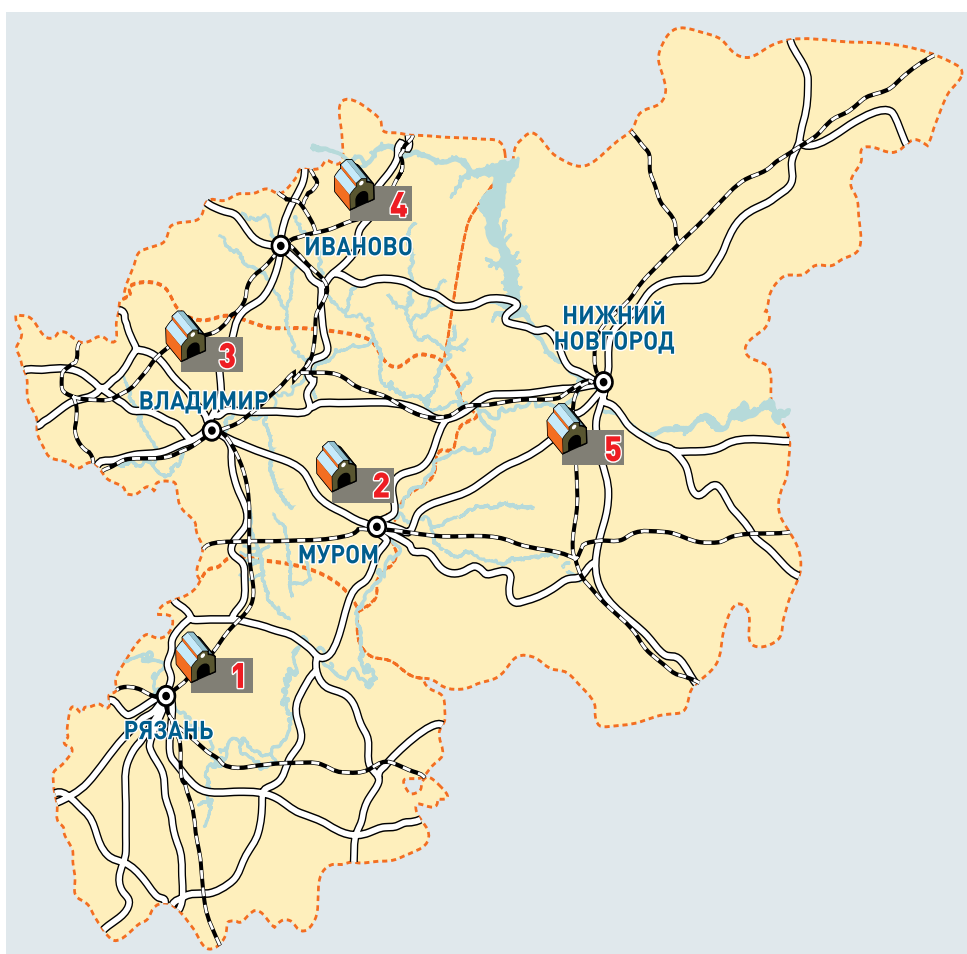 4
ИВАНОВО
НИЖНИЙ
НОВГОРОД
3
ВЛАДИМИР
5
2
МУРОМ
1
РЯЗАНЬ